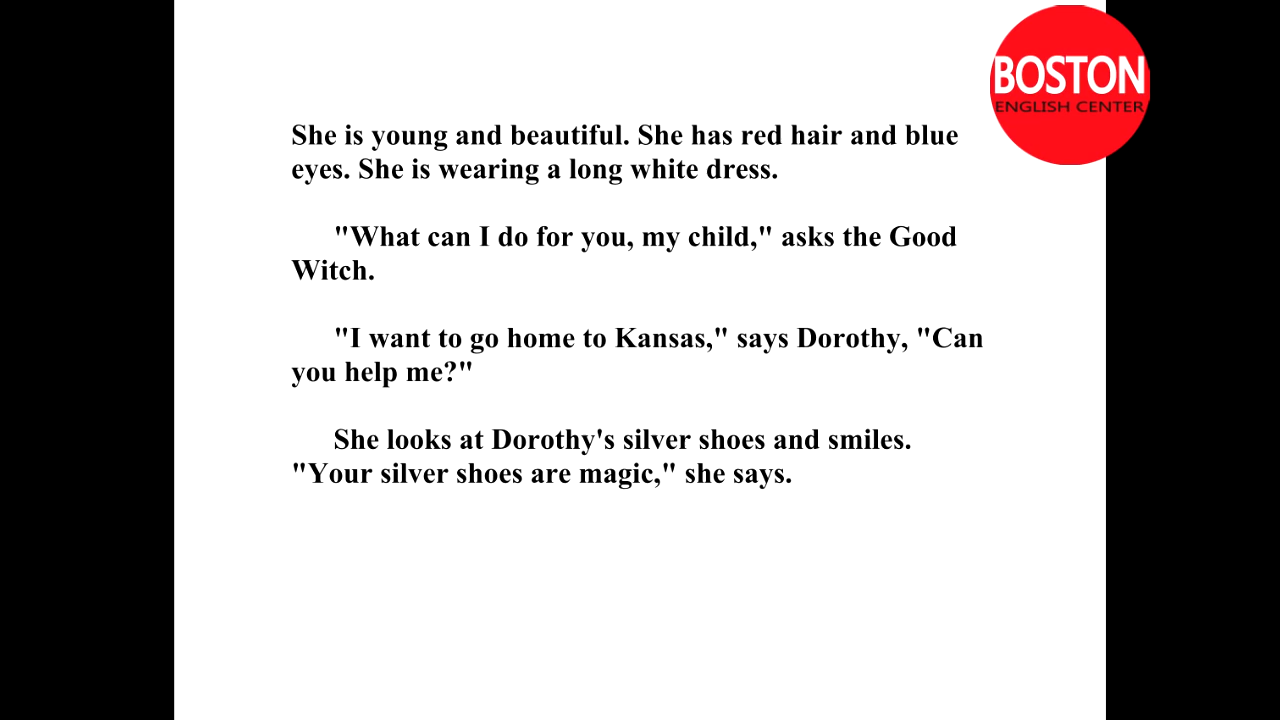 BOSTON
ENGLISH CENTER
She is young and beautiful. She has red hair and blue
eyes. She is wearing a long white dress.
"What can I do for you, my child," asks the Good
Witch.
"I want to go home to Kansas," says Dorothy, "Can
you help me?"
She looks at Dorothy's silver shoes and smiles.
"Your silver shoes are magic," she says.